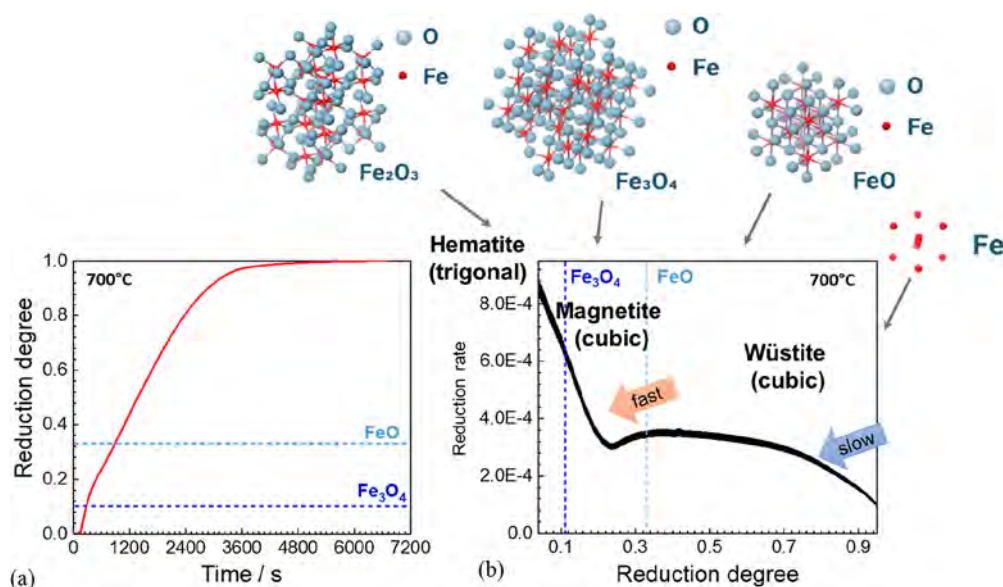 O
Fe
Fe₂O₃
O
Fe
Fe₃O₄
O
Fe
FeO
Fe
Hematite
(trigonal)
1.0
0.8
0.6
0.4
0.2
0.0
700°C
FeO
Fe₃O₄
Reduction degree
0 1200 2400 3600 4800 6000 7200
Time / s
(a)
8.0E-4
6.0E-4
4.0E-4
2.0E-4
0.0
Reduction rate
Fe₃O₄
FeO
700°C
Magnetite
(cubic)
Wüstite
(cubic)
fast
slow
0.1 0.3 0.5 0.7 0.9
Reduction degree
(b)